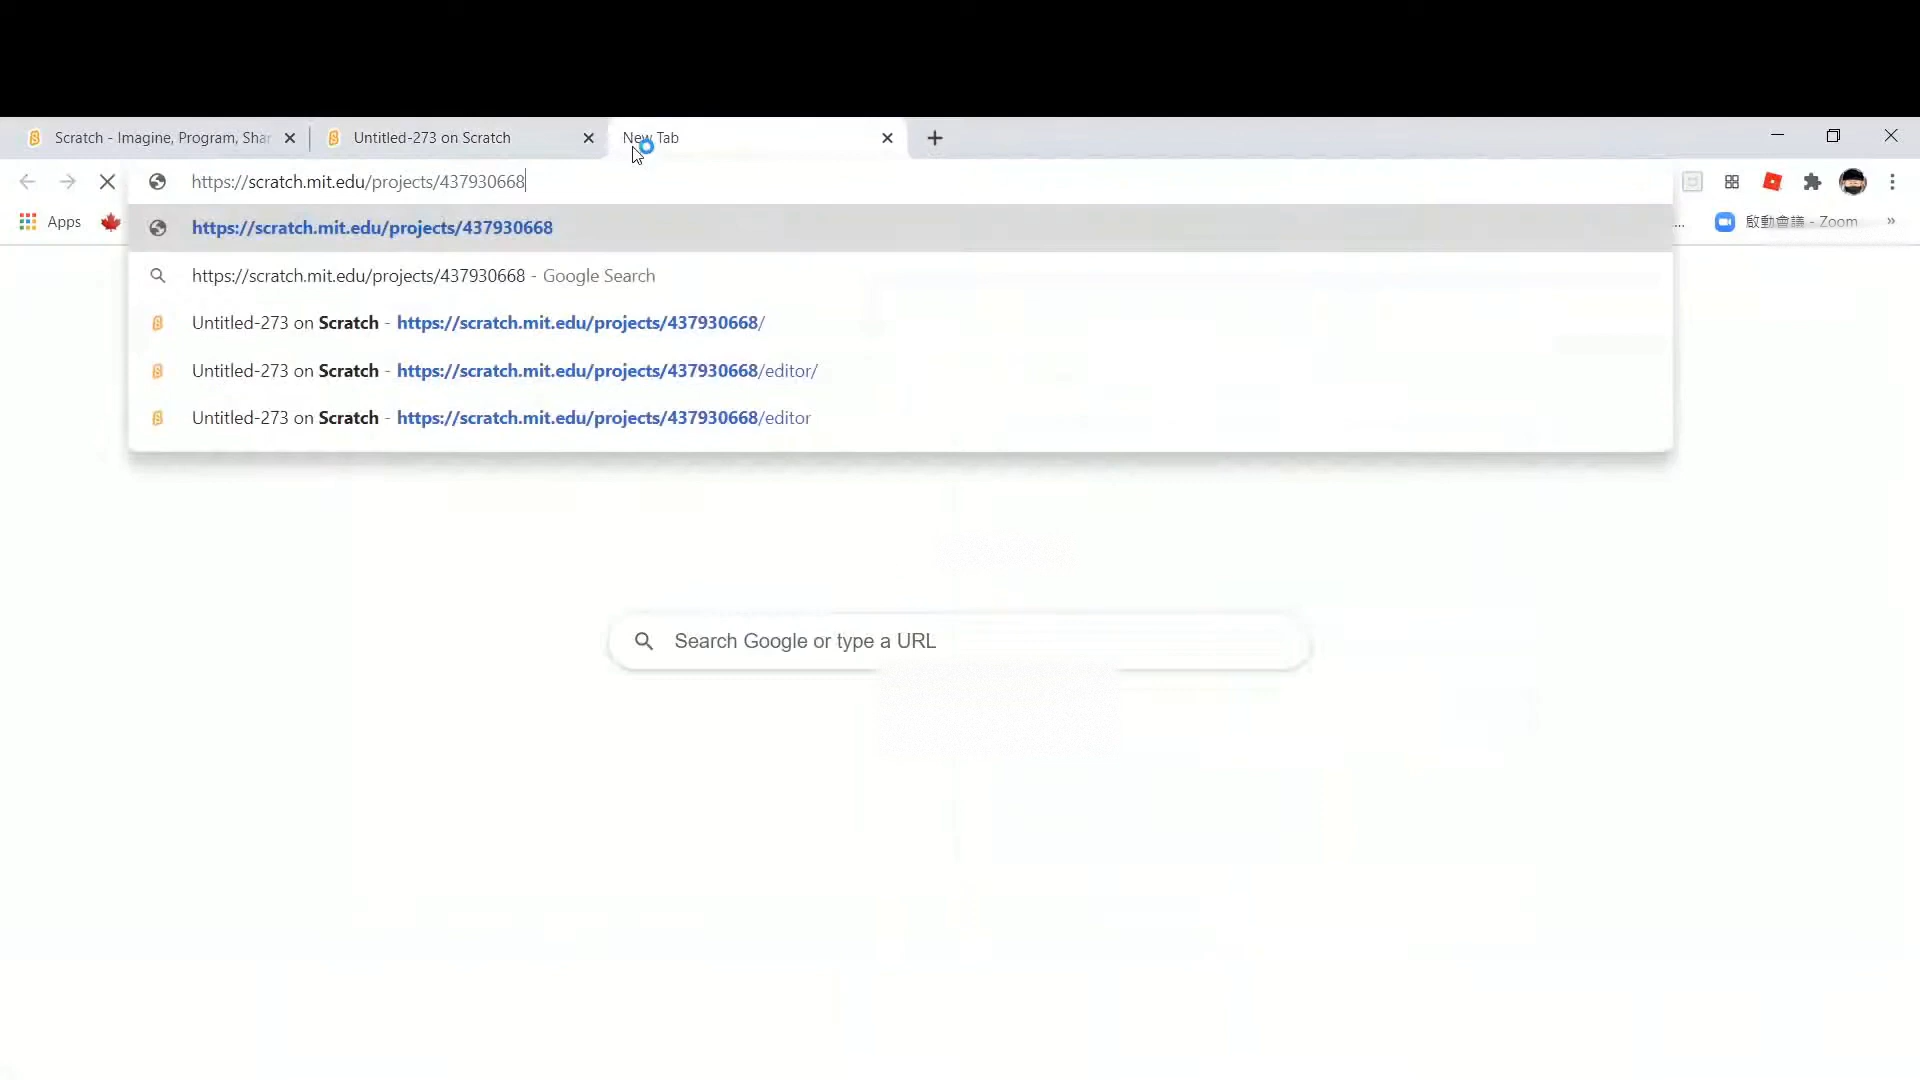 Scratch - Imagine, Program, Shar
Untitled-273 on Scratch
New Tab
https://scratch.mit.edu/projects/437930668
Apps
...
啟動會議 - Zoom
»
https://scratch.mit.edu/projects/437930668
https://scratch.mit.edu/projects/437930668 - Google Search
Untitled-273 on Scratch - https://scratch.mit.edu/projects/437930668/
Untitled-273 on Scratch - https://scratch.mit.edu/projects/437930668/editor/
Untitled-273 on Scratch - https://scratch.mit.edu/projects/437930668/editor
Search Google or type a URL